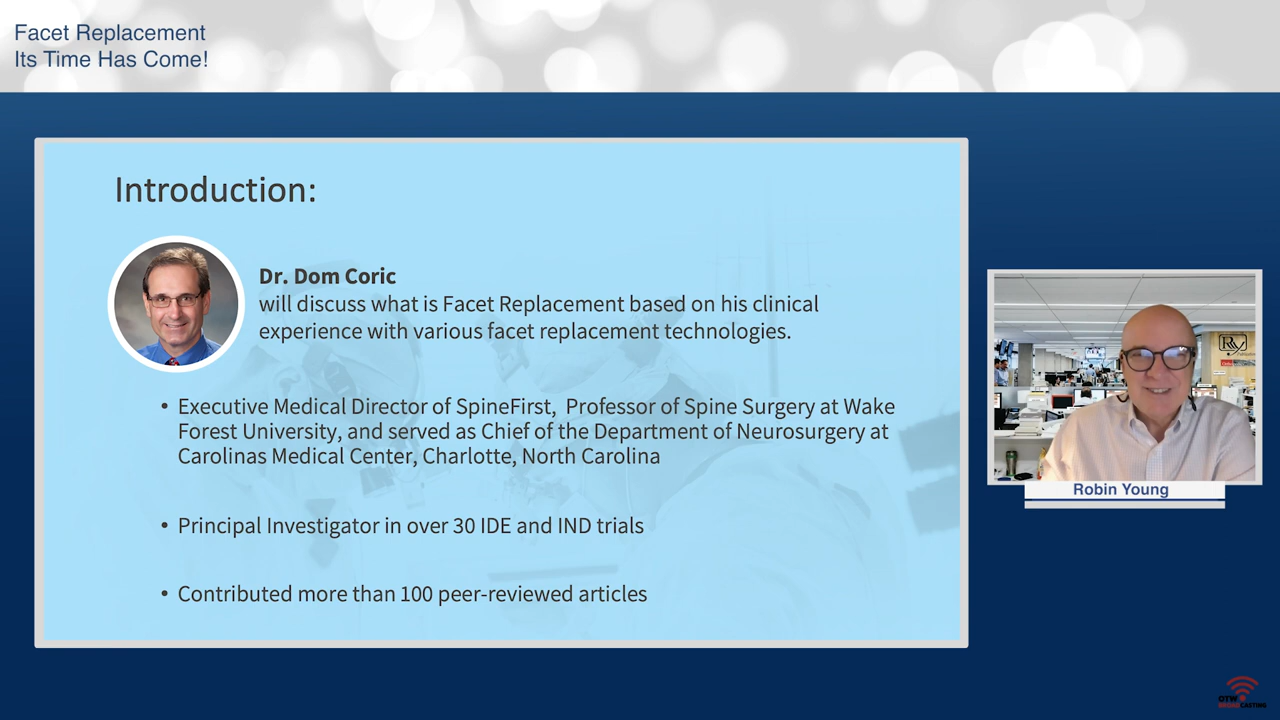 Facet Replacement
Its Time Has Come!
Introduction:
Dr. Dom Coric
will discuss what is Facet Replacement based on his clinical
experience with various facet replacement technologies.
• Executive Medical Director of SpineFirst, Professor of Spine Surgery at Wake
Forest University, and served as Chief of the Department of Neurosurgery at
Carolinas Medical Center, Charlotte, North Carolina
• Principal Investigator in over 30 IDE and IND trials
• Contributed more than 100 peer-reviewed articles
Robin Young
OTW
BROADCASTING